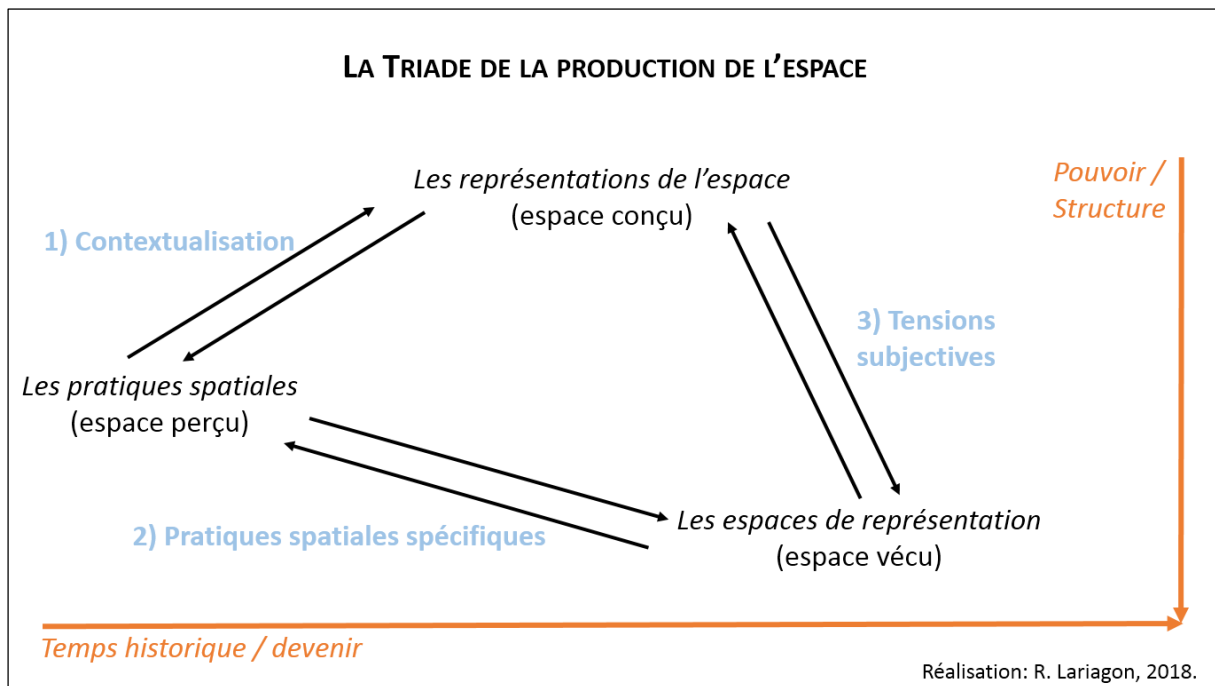 LA TRIADE DE LA PRODUCTION DE L'ESPACE
Les représentations de l'espace
(espace conçu)
Pouvoir /
Structure
1) Contextualisation
3) Tensions
subjectives
Les pratiques spatiales
(espace perçu)
2) Pratiques spatiales spécifiques
Les espaces de représentation
(espace vécu)
Temps historique / devenir
Réalisation: R. Lariagon, 2018.